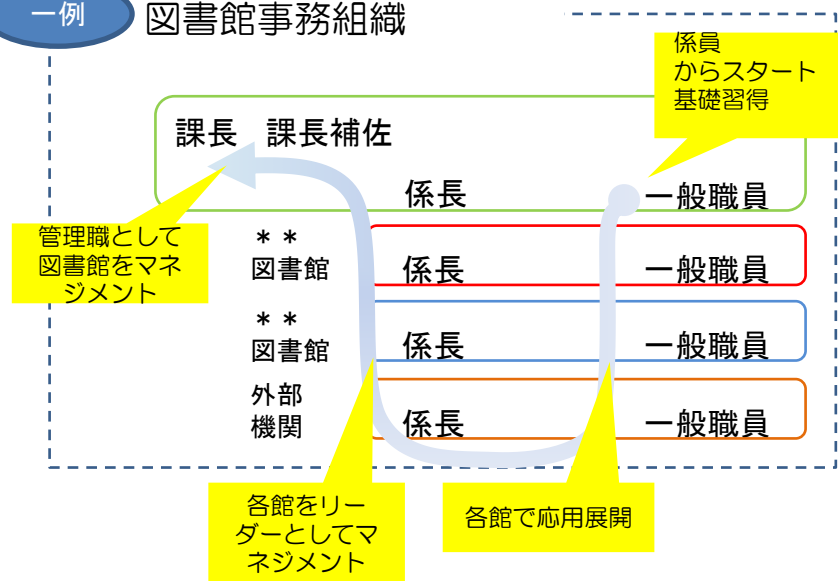 一例
図書館事務組織
係員
からスタート
基礎習得
課長　課長補佐
係長
一般職員
管理職として
図書館をマネ
ジメント
＊＊
図書館
係長
一般職員
＊＊
図書館
係長
一般職員
外部
機関
係長
一般職員
各館をリー
ダーとしてマ
ネジメント
各館で応用展開